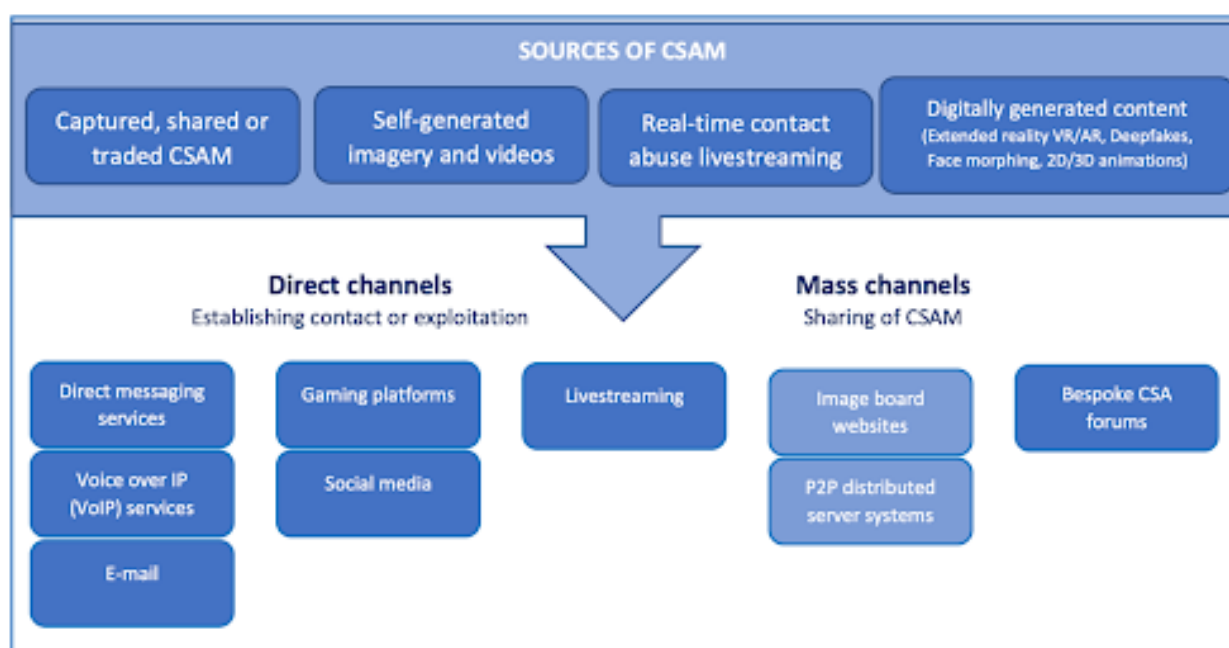 SOURCES OF CSAM
Captured, shared or
traded CSAM
Self-generated
imagery and videos
Real-time contact
abuse livestreaming
Digitally generated content
(Extended reality VR/AR, Deepfakes,
Face morphing, 2D/3D animations)
Direct channels
Establishing contact or exploitation
Mass channels
Sharing of CSAM
Direct messaging
services
Gaming platforms
Livestreaming
Image board
websites
Bespoke CSA
forums
Voice over IP
(VoIP) services
Social media
P2P distributed
server systems
E-mail